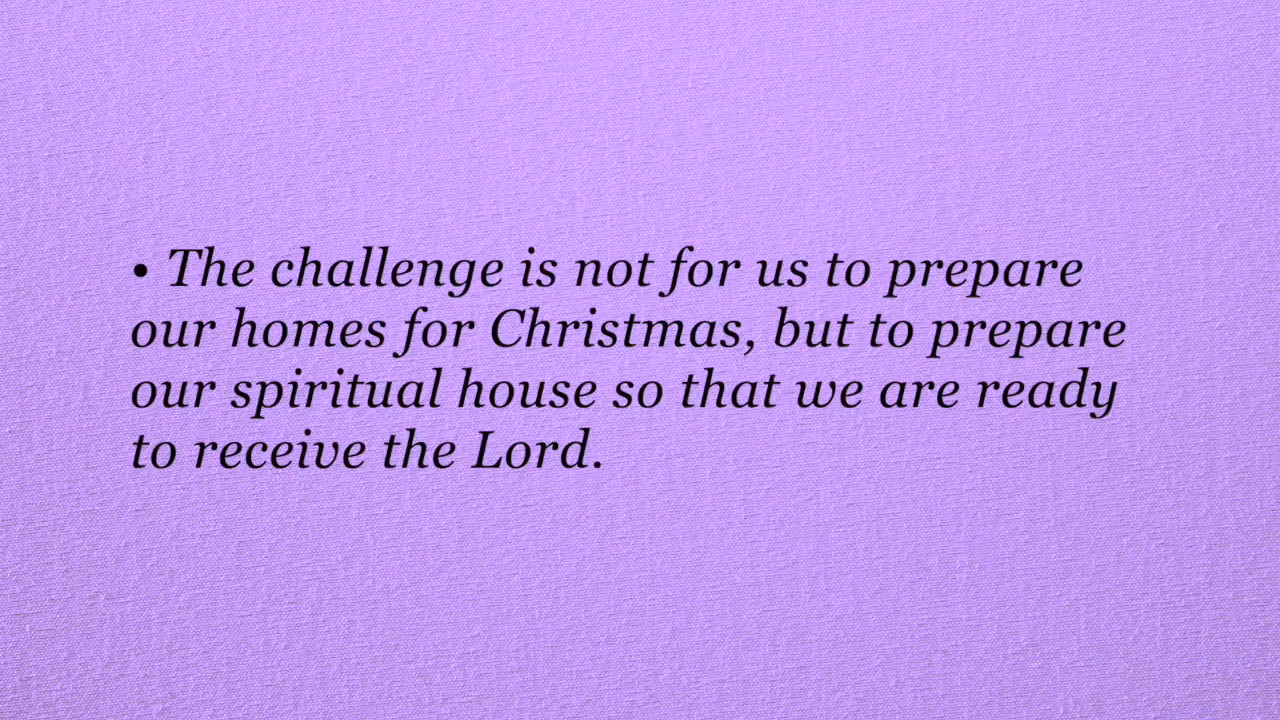 • The challenge is not for us to prepare
our homes for Christmas, but to prepare
our spiritual house so that we are ready
to receive the Lord.